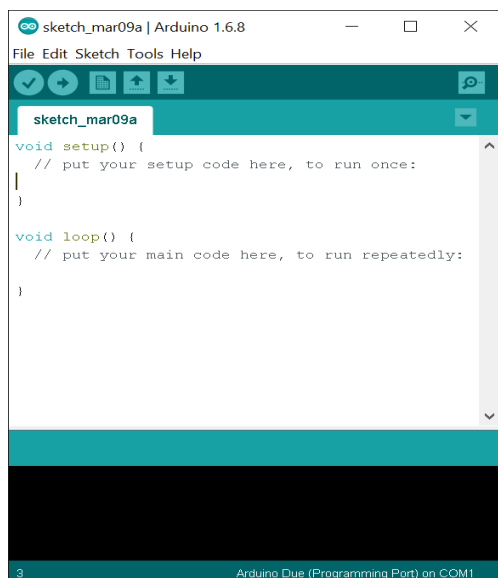 sketch_mar09a | Arduino 1.6.8
File Edit Sketch Tools Help
sketch_mar09a
void setup() {
  // put your setup code here, to run once:

}

void loop() {
  // put your main code here, to run repeatedly:

}
3 Arduino Due (Programming Port) on COM1